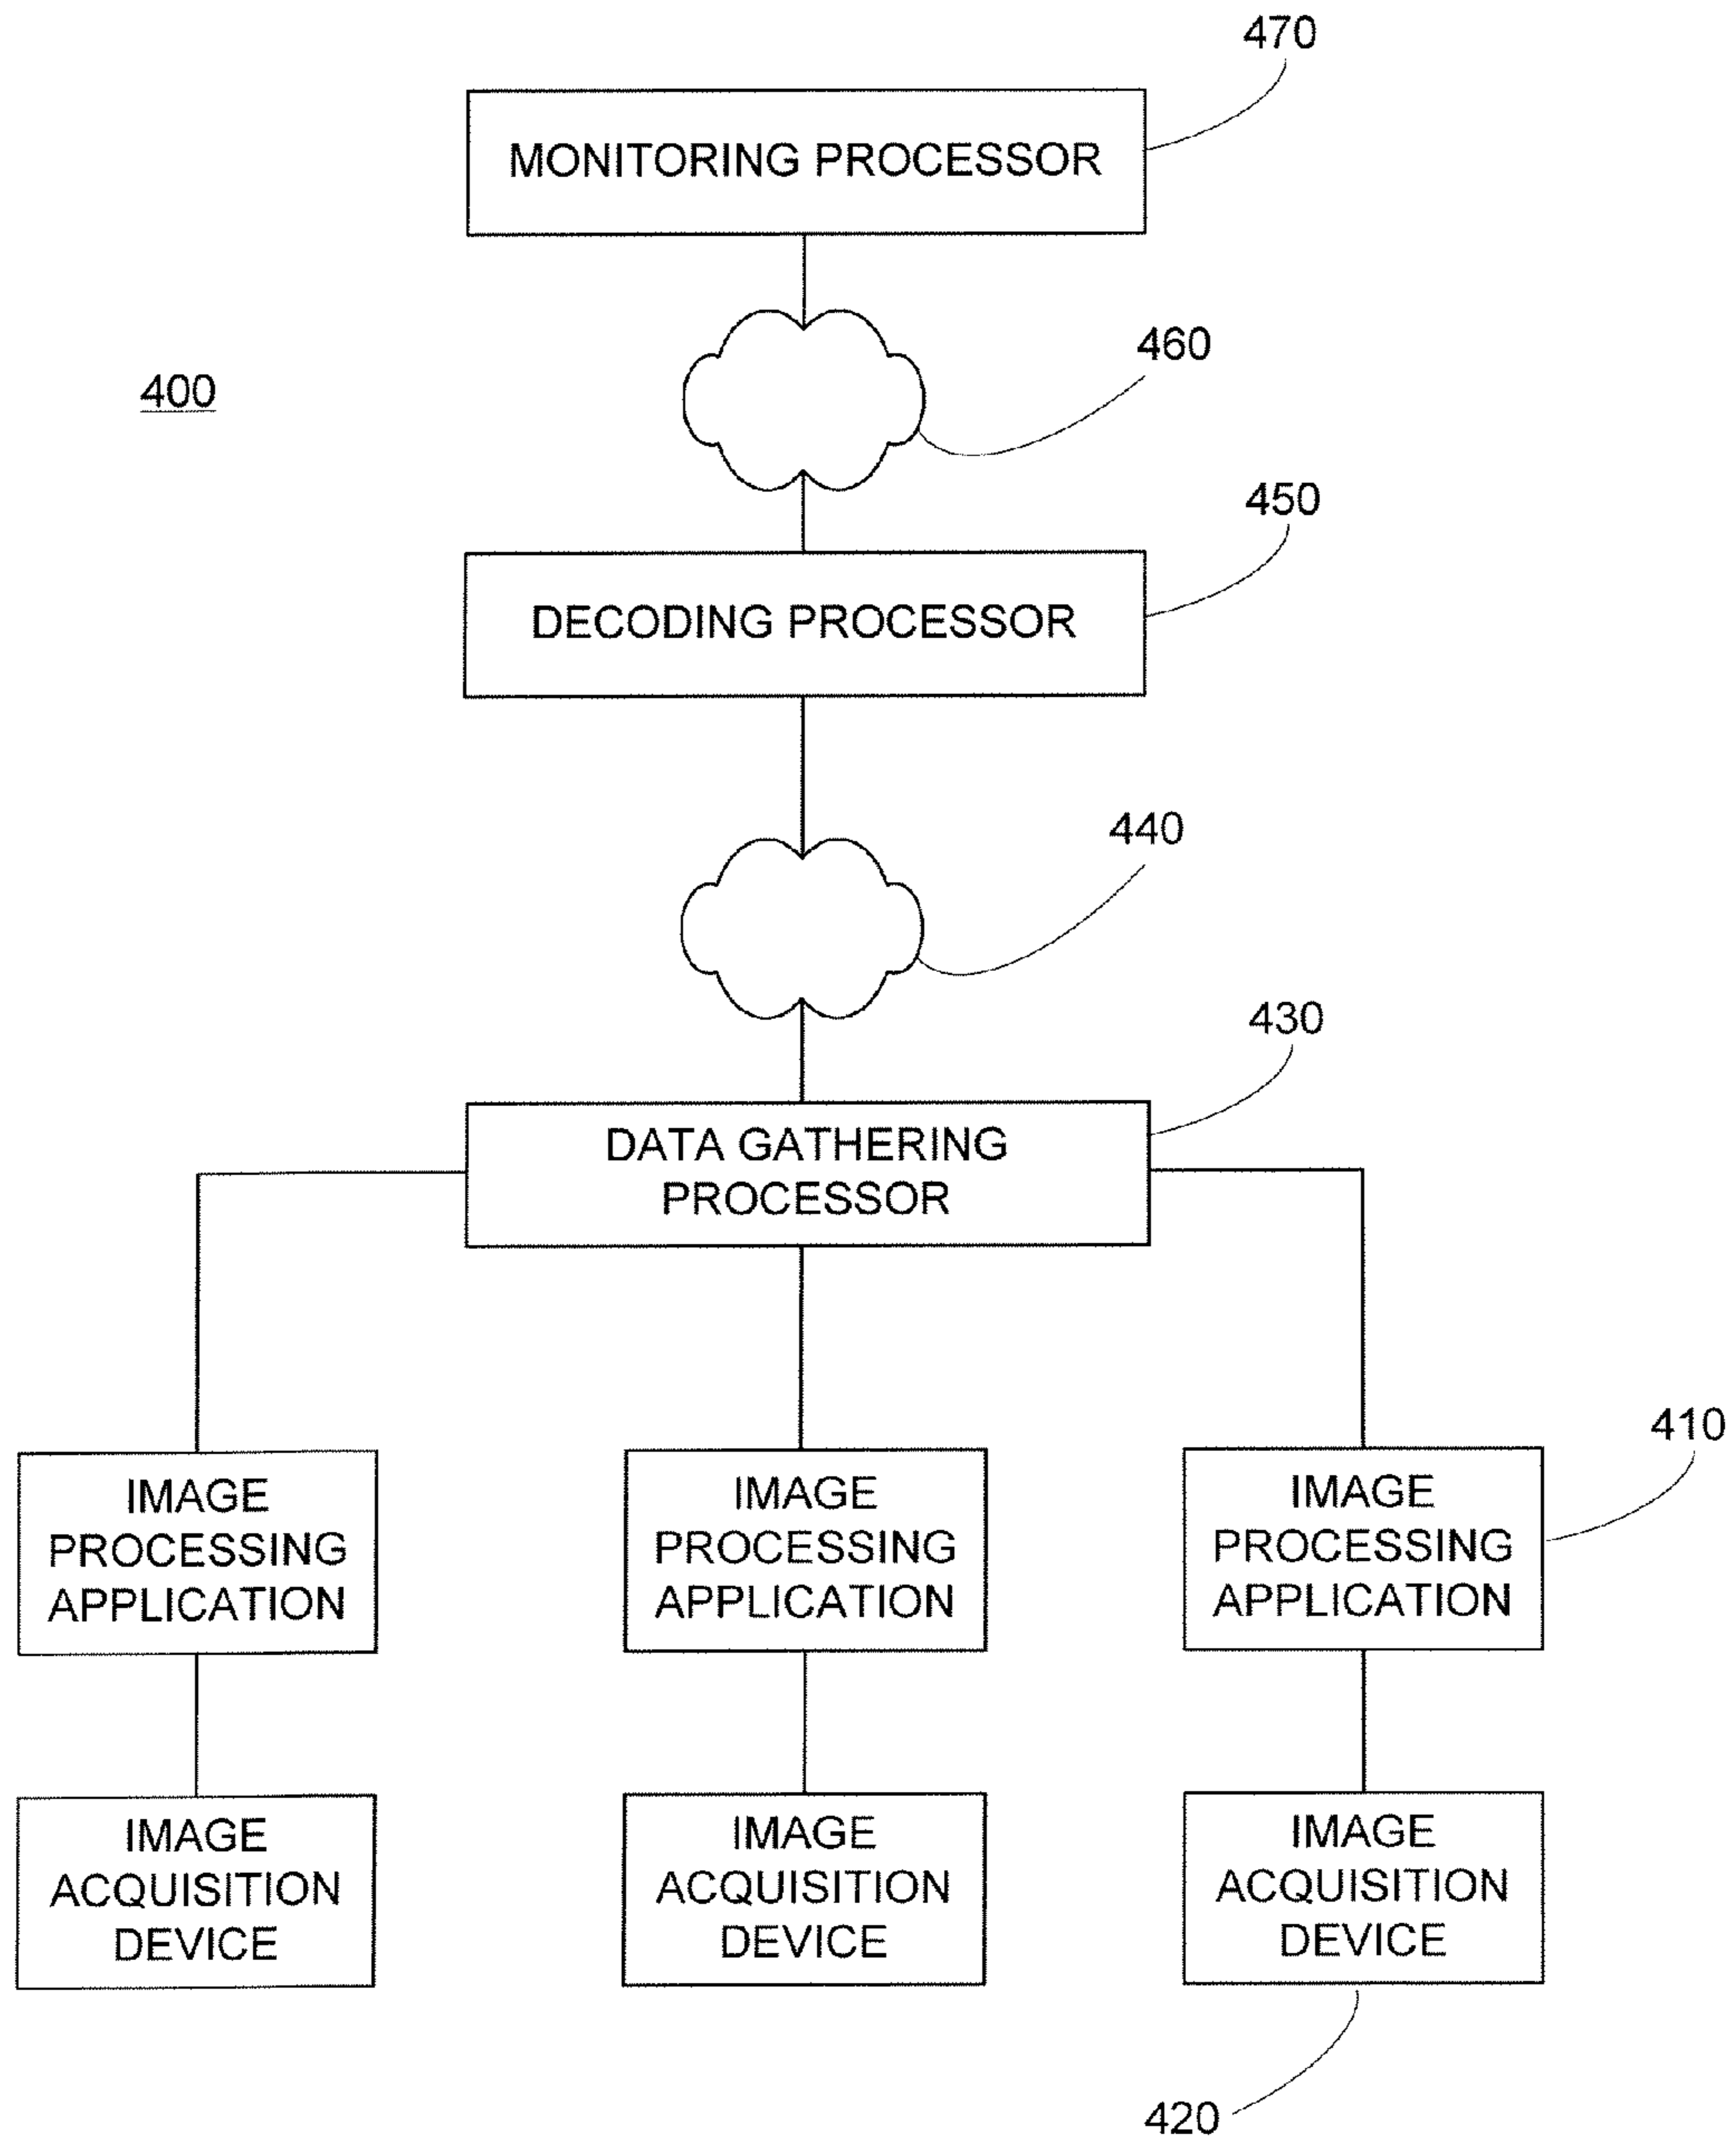 470
MONITORING PROCESSOR
460
400
450
DECODING PROCESSOR
440
430
DATA GATHERING
PROCESSOR
410
IMAGE
PROCESSING
APPLICATION
IMAGE
PROCESSING
APPLICATION
IMAGE
PROCESSING
APPLICATION
IMAGE
ACQUISITION
DEVICE
IMAGE
ACQUISITION
DEVICE
IMAGE
ACQUISITION
DEVICE
420